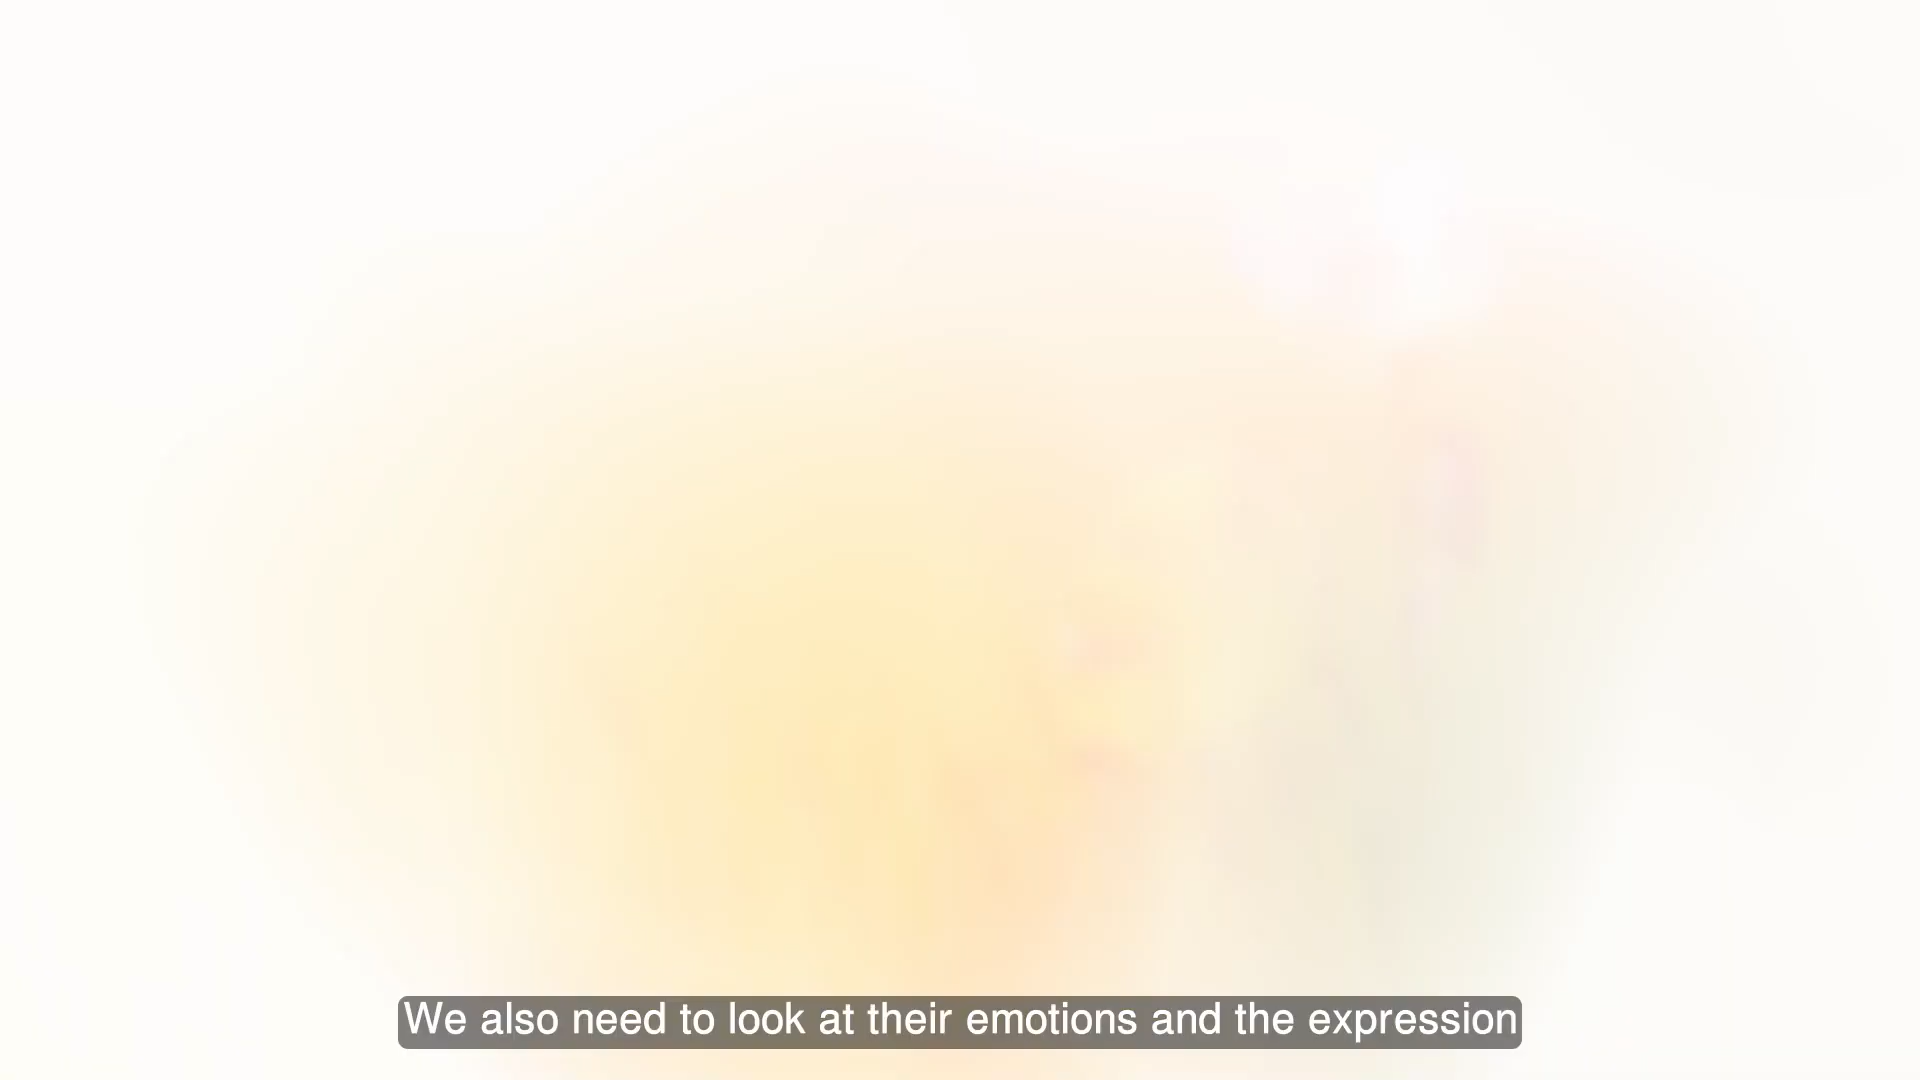 We also need to look at their emotions and the expression